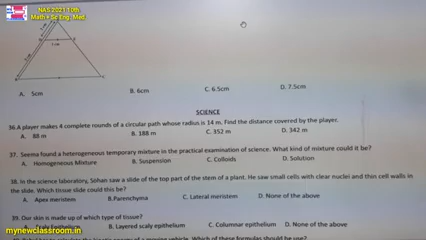 NAS 2021 10th
Math + Sc Eng. Med.
A. 5cm B. 6cm C. 6.5cm D. 7.5cm
SCIENCE
36.A player makes 4 complete rounds of a circular path whose radius is 14 m. Find the distance covered by the player.
A. 88 m B. 188 m C. 352 m D. 342 m
37. Seema found a heterogeneous temporary mixture in the practical examination of science. What kind of mixture could it be?
A. Homogeneous Mixture B. Suspension C. Colloids D. Solution
38. In the science laboratory, Sohan saw a slide of the top part of the stem of a plant. He saw small cells with clear nuclei and thin cell walls in
the slide. Which tissue slide could this be?
A. Apex meristem B.Parenchyma C. Lateral meristem D. None of the above
39. Our skin is made up of which type of tissue?
B. Layered scaly epithelium C. Columnar epithelium D. None of the above
mynewclassroom.in